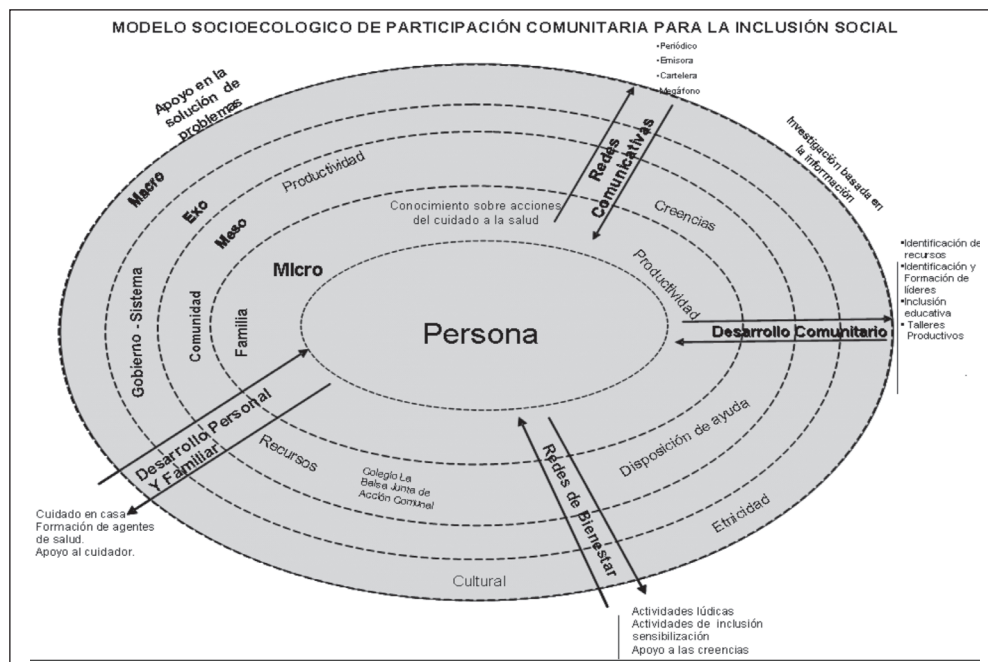 MODELO SOCIOECOLOGICO DE PARTICIPACIÓN COMUNITARIA PARA LA INCLUSIÓN SOCIAL
•Periódico
•Emisora
•Cartelera
•Megáfono
Apoyo en la
solución de
problemas
Investigación basada en
la información
Macro
Exo
Meso
Micro
Productividad
Conocimiento sobre acciones
del cuidado a la salud
Redes
Comunicativas
Creencias
Productividad
•Identificación de
recursos
•Identificación y
Formación de
líderes
•Inclusión
educativa
• Talleres
Productivos
Gobierno -Sistema
Comunidad
Familia
Persona
Desarrollo Comunitario
Desarrollo Personal
Y Familiar
Recursos
Colegio La
Balsa Junta de
Acción Comunal
Redes de Bienestar
Disposición de ayuda
Etnicidad
Cultural
Cuidado en casa
Formación de agentes
de salud.
Apoyo al cuidador.
Actividades lúdicas
Actividades de inclusión
sensibilización
Apoyo a las creencias